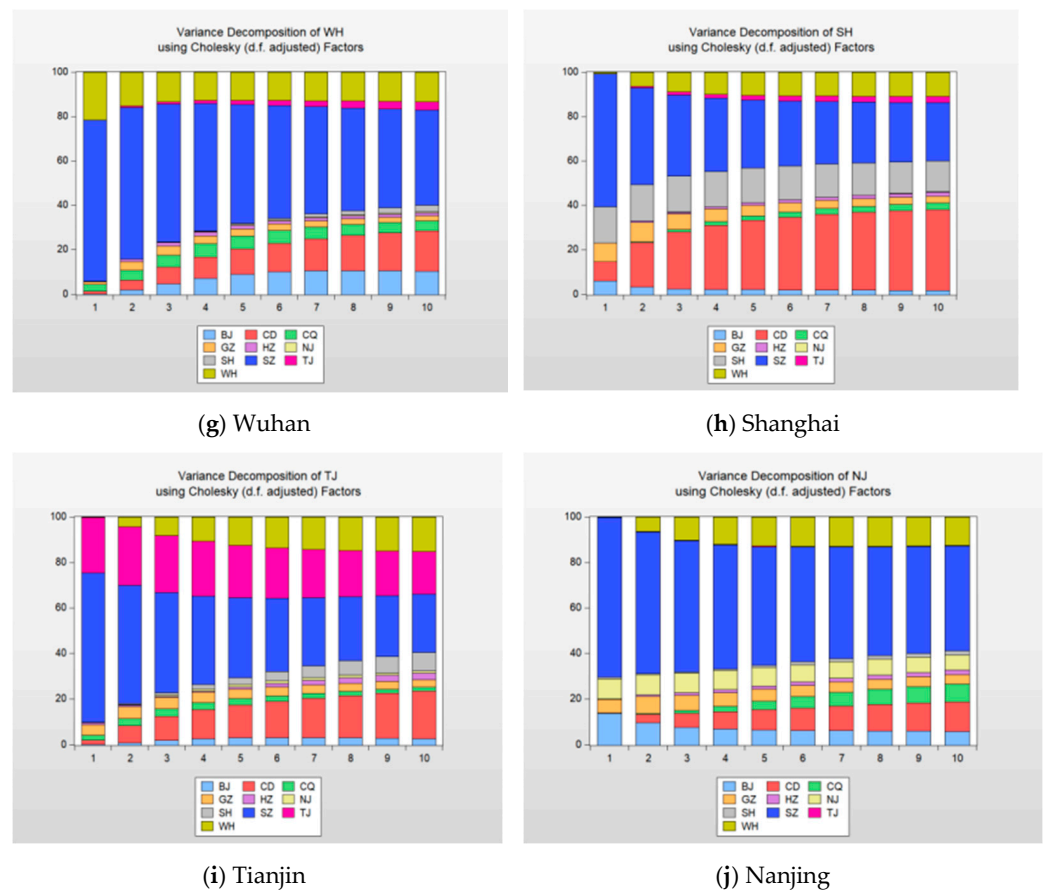 Variance Decomposition of WH
using Cholesky (d.f. adjusted) Factors
100
80
60
40
20
0
1 2 3 4 5 6 7 8 9 10
BJ CD CQ
GZ HZ NJ
SH SZ TJ
WH
(g) Wuhan
Variance Decomposition of SH
using Cholesky (d.f. adjusted) Factors
100
80
60
40
20
0
1 2 3 4 5 6 7 8 9 10
BJ CD CQ
GZ HZ NJ
SH SZ TJ
WH
(h) Shanghai
Variance Decomposition of TJ
using Cholesky (d.f. adjusted) Factors
100
80
60
40
20
0
1 2 3 4 5 6 7 8 9 10
BJ CD CQ
GZ HZ NJ
SH SZ TJ
WH
(i) Tianjin
Variance Decomposition of NJ
using Cholesky (d.f. adjusted) Factors
100
80
60
40
20
0
1 2 3 4 5 6 7 8 9 10
BJ CD CQ
GZ HZ NJ
SH SZ TJ
WH
(j) Nanjing